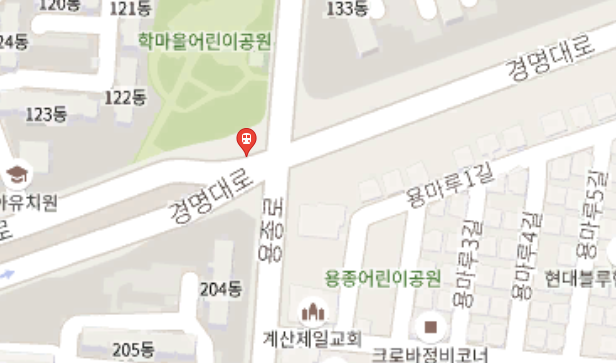 120동
121동
133동
24동
학마을어린이공원
경명대로
122동
123동
아유치원
경명대로
용종로
용마루1길
용마루5길
용마루3길
용마루4길
204동
용종어린이공원
현대블루
계산제일교회
205동
크로바정비코너
로